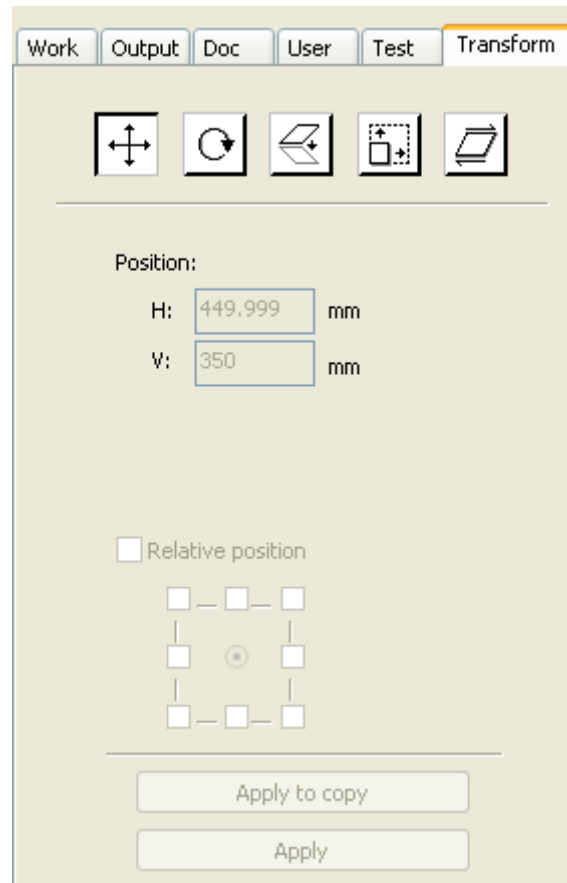 Work Output Doc User Test Transform
Position:
H: 449.999 mm
V: 350 mm
Relative position
Apply to copy
Apply